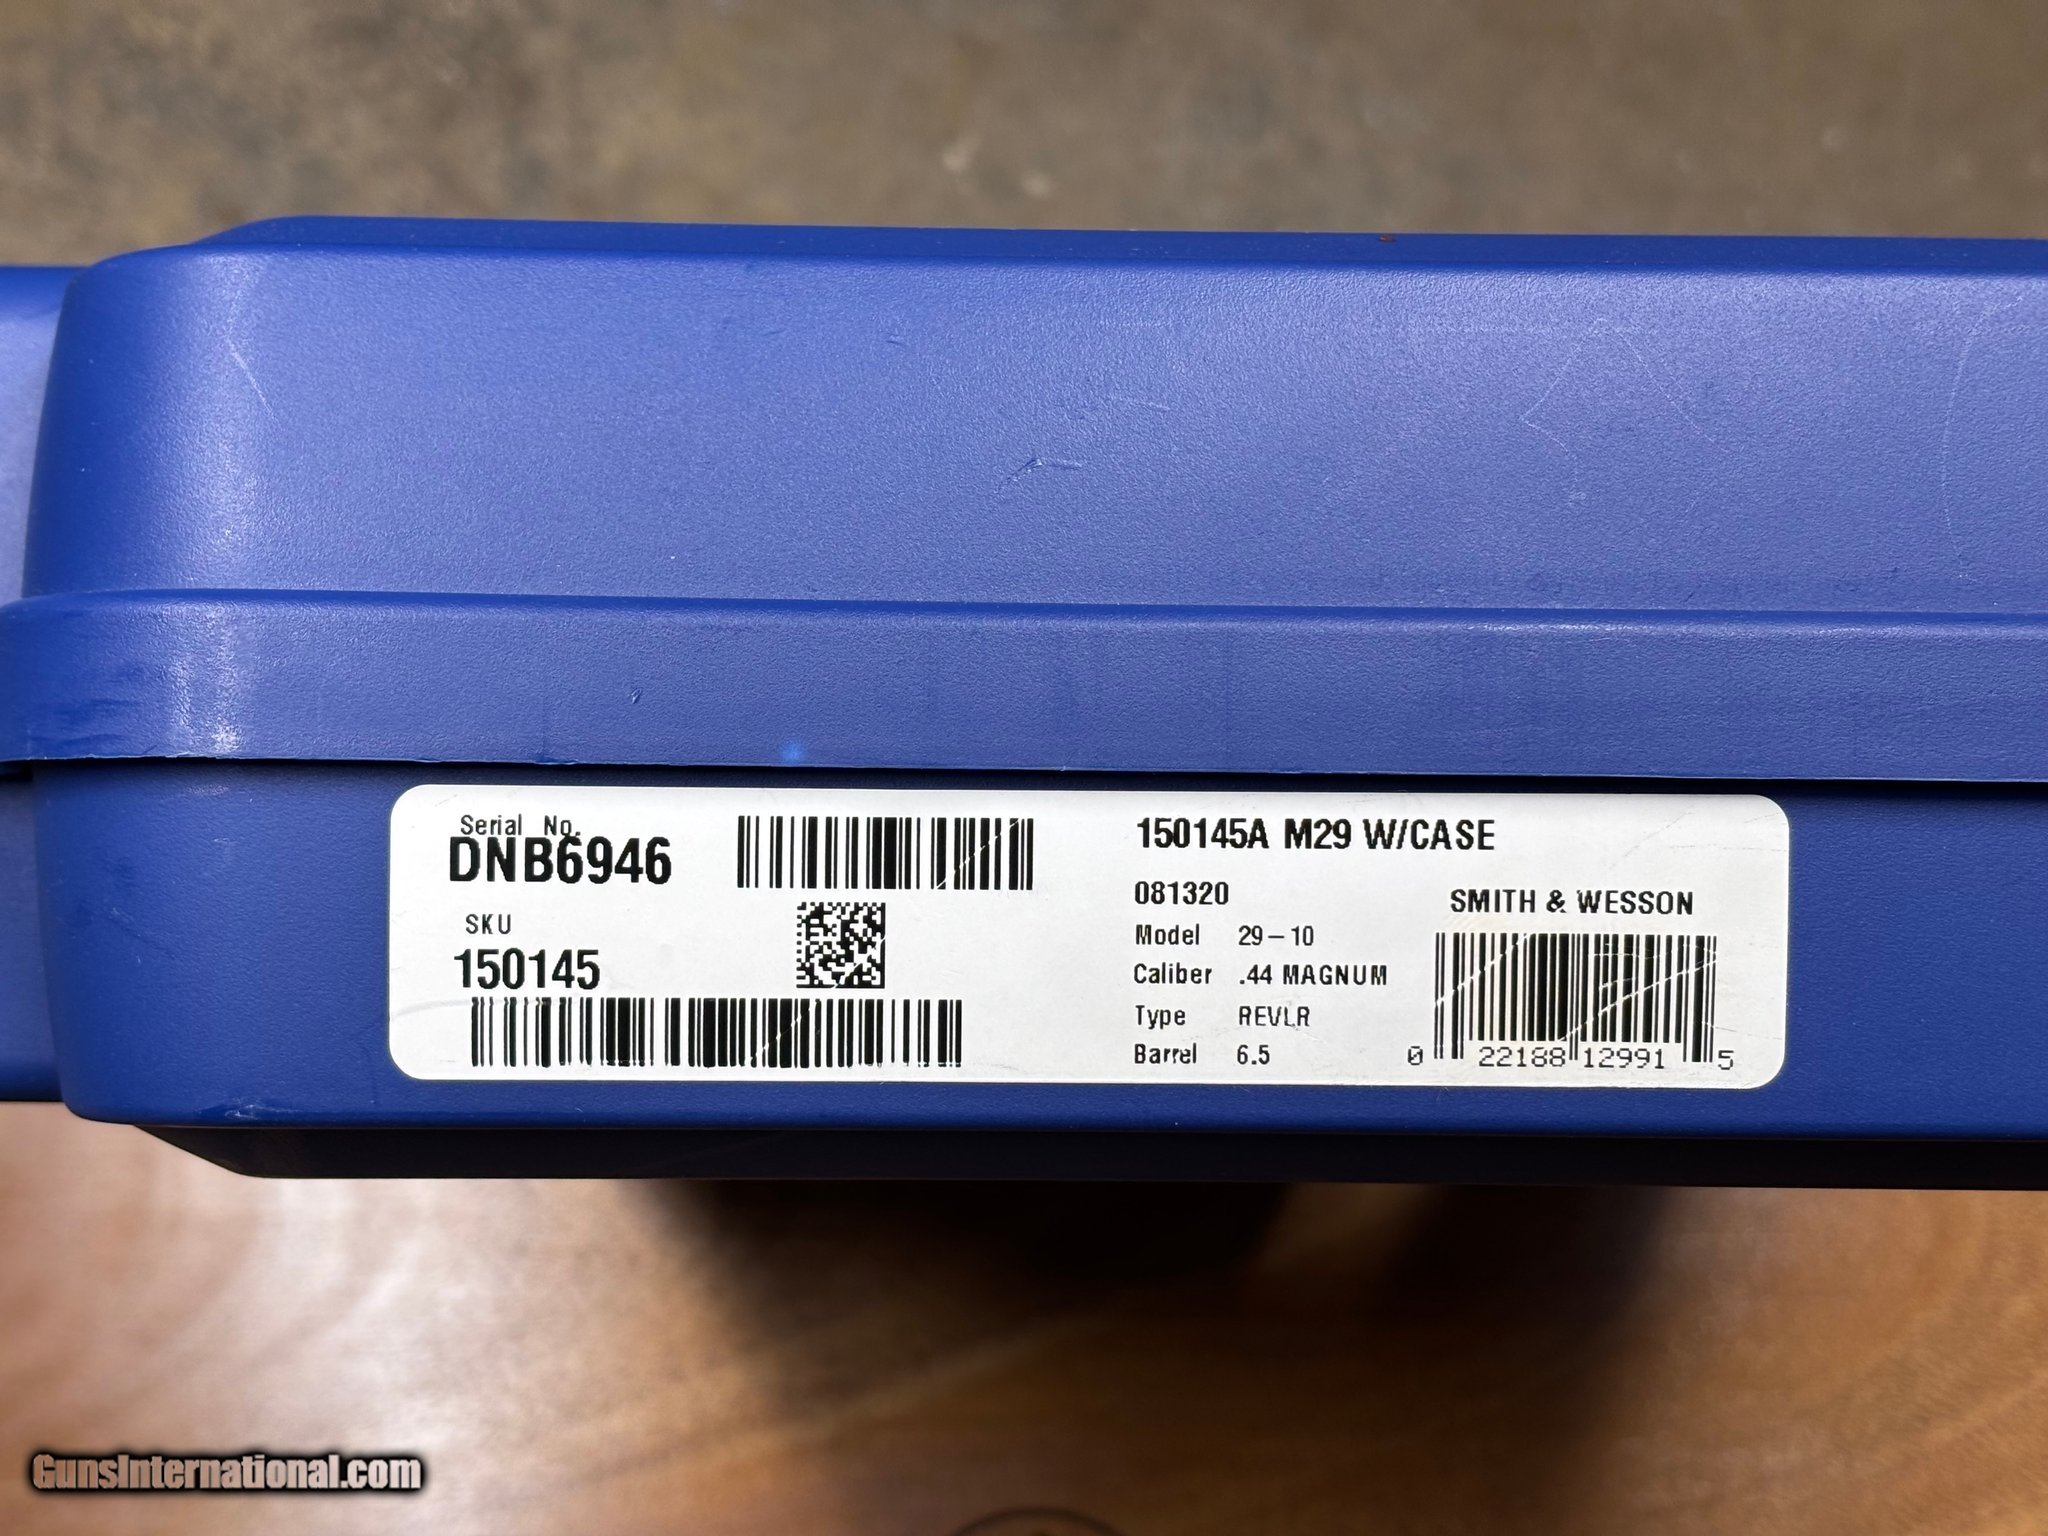 Serial No.
DNB6946
SKU
150145
150145A M29 W/CASE
081320
Model 29-10
Caliber .44 MAGNUM
Type REVLR
Barrel 6.5
SMITH & WESSON
0 22188 12991 5
GunsInternational.com